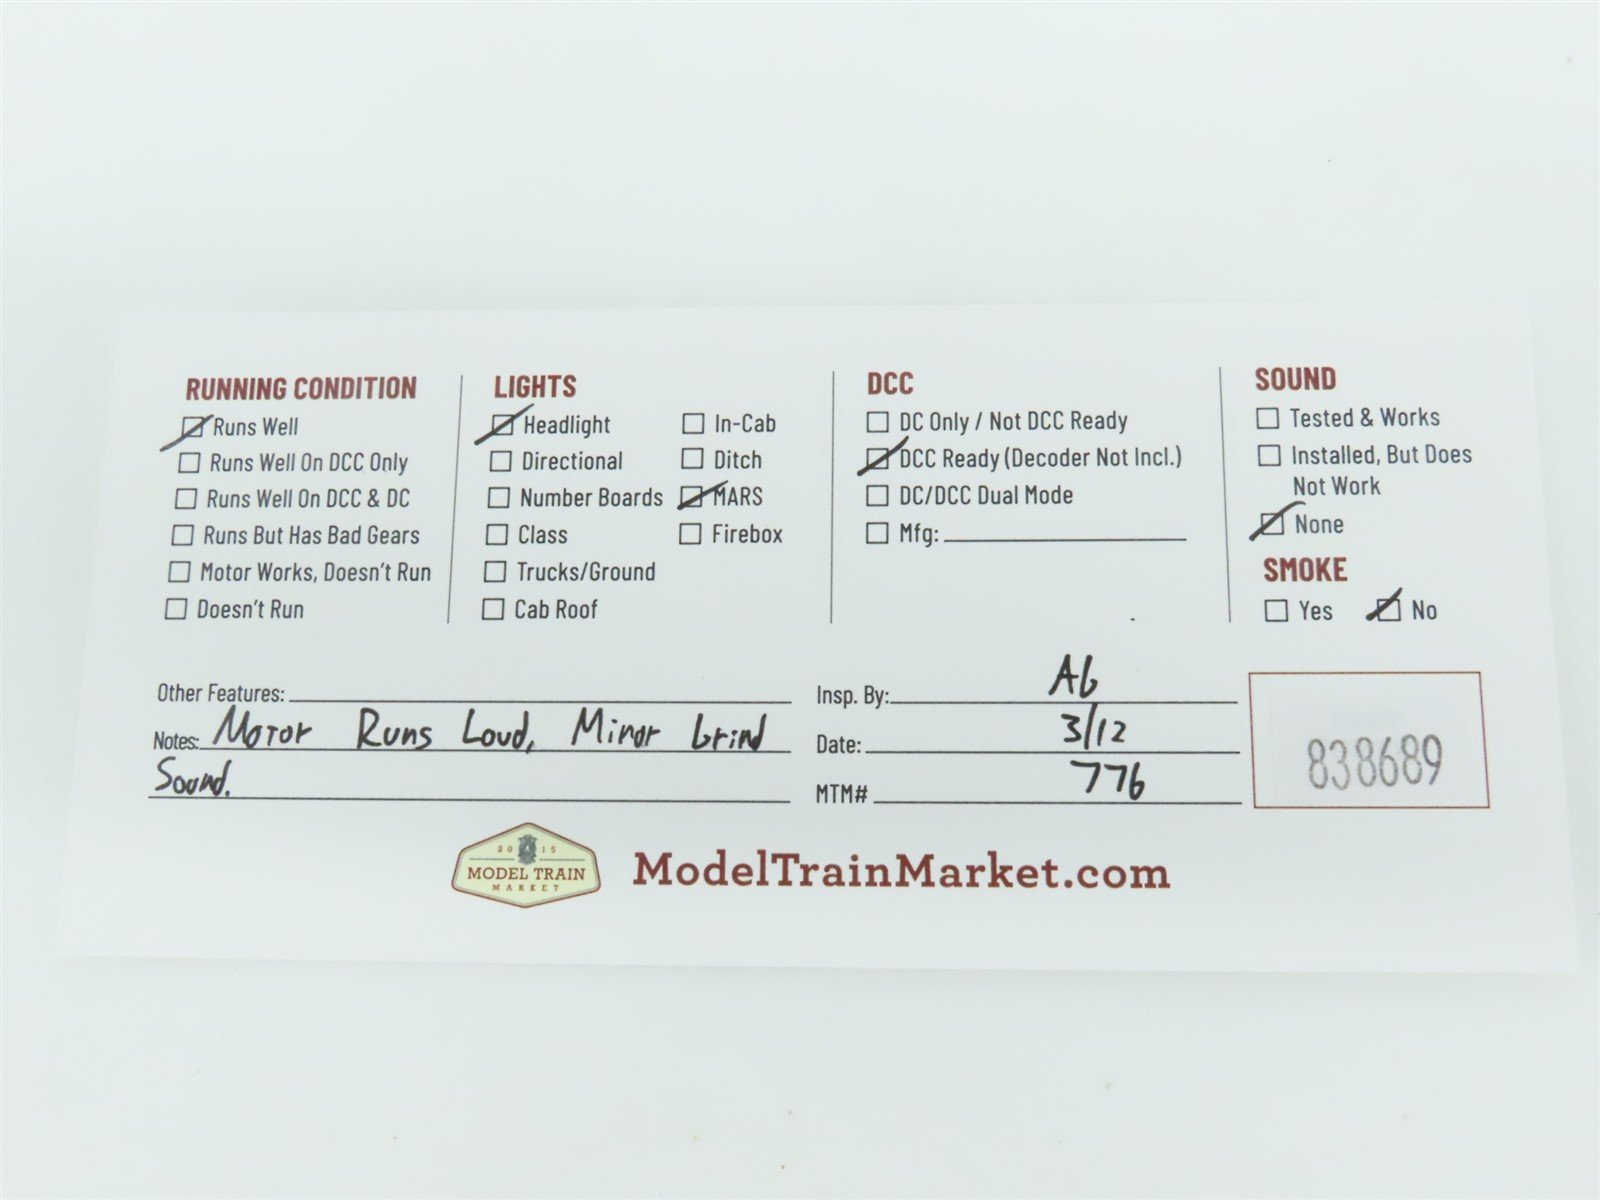 RUNNING CONDITION
Runs Well
Runs Well On DCC Only
Runs Well On DCC & DC
Runs But Has Bad Gears
Motor Works, Doesn't Run
Doesn't Run
LIGHTS
Headlight
Directional
Number Boards
Class
Trucks/Ground
Cab Roof
In-Cab
Ditch
MARS
Firebox
DCC
DC Only / Not DCC Ready
DCC Ready (Decoder Not Incl.)
DC/DCC Dual Mode
Mfg:
SOUND
Tested & Works
Installed, But Does
Not Work
None
SMOKE
Yes No
Other Features:
Notes: Motor Runs Loud, Minor Grind
Sound.
Insp. By: AG
Date: 3/12
MTM# 776
838689
2015
MODEL TRAIN
MARKET
ModelTrainMarket.com